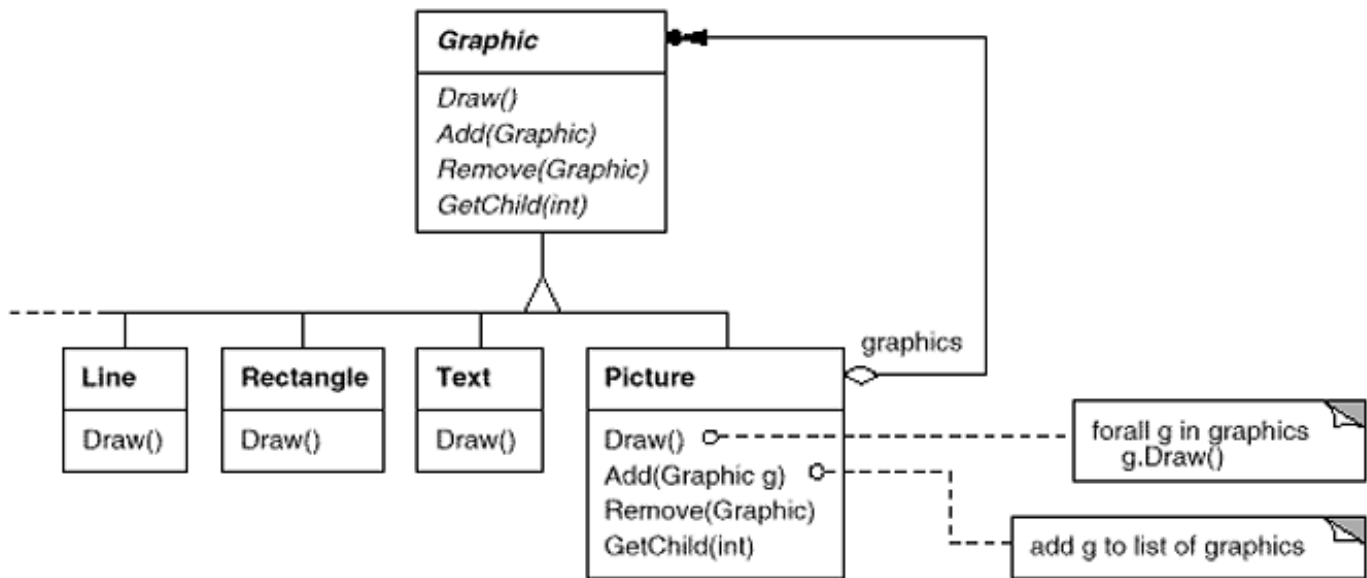 Graphic
Draw()
Add(Graphic)
Remove(Graphic)
GetChild(int)
graphics
Line
Draw()
Rectangle
Draw()
Text
Draw()
Picture
Draw()
Add(Graphic g)
Remove(Graphic)
GetChild(int)
forall g in graphics
g.Draw()
add g to list of graphics